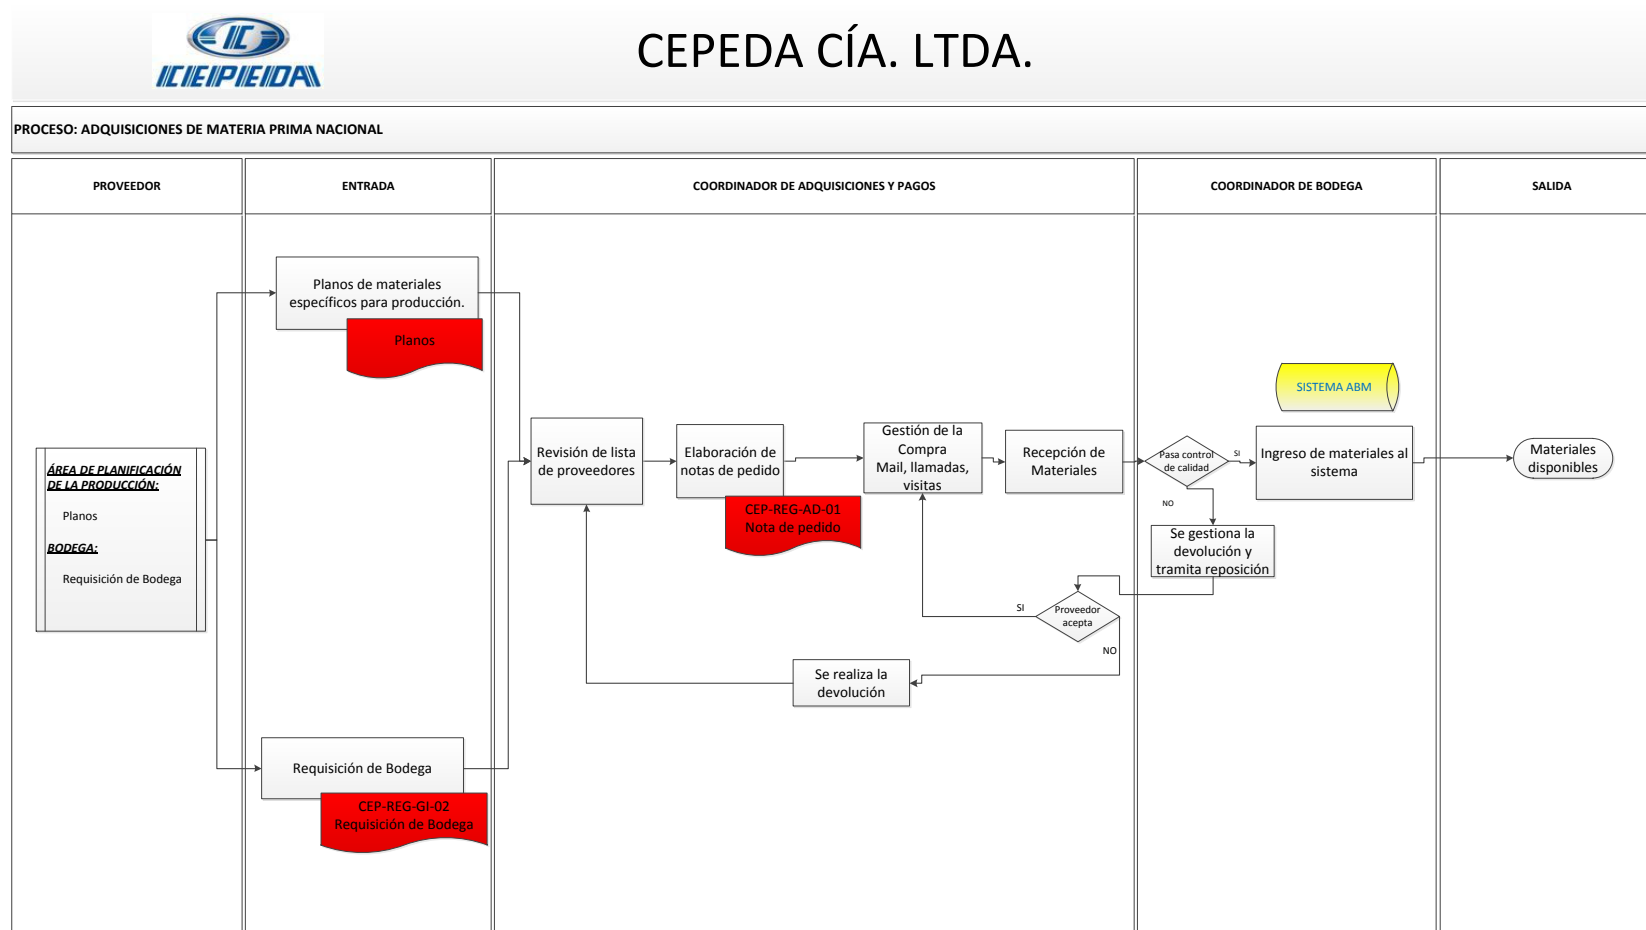 CEPEDA
CEPEDA CÍA. LTDA.
PROCESO: ADQUISICIONES DE MATERIA PRIMA NACIONAL
PROVEEDOR
ENTRADA
COORDINADOR DE ADQUISICIONES Y PAGOS
COORDINADOR DE BODEGA
SALIDA
ÁREA DE PLANIFICACIÓN
DE LA PRODUCCIÓN:
Planos
BODEGA:
Requisición de Bodega
Planos de materiales
específicos para producción.
Planos
Requisición de Bodega
CEP-REG-GI-02
Requisición de Bodega
Revisión de lista
de proveedores
Elaboración de
notas de pedido
CEP-REG-AD-01
Nota de pedido
Gestión de la
Compra
Mail, llamadas,
visitas
Recepción de
Materiales
Pasa control
de calidad
SI
NO
SISTEMA ABM
Ingreso de materiales al
sistema
Materiales
disponibles
Se gestiona la
devolución y
tramita reposición
Proveedor
acepta
SI
NO
Se realiza la
devolución